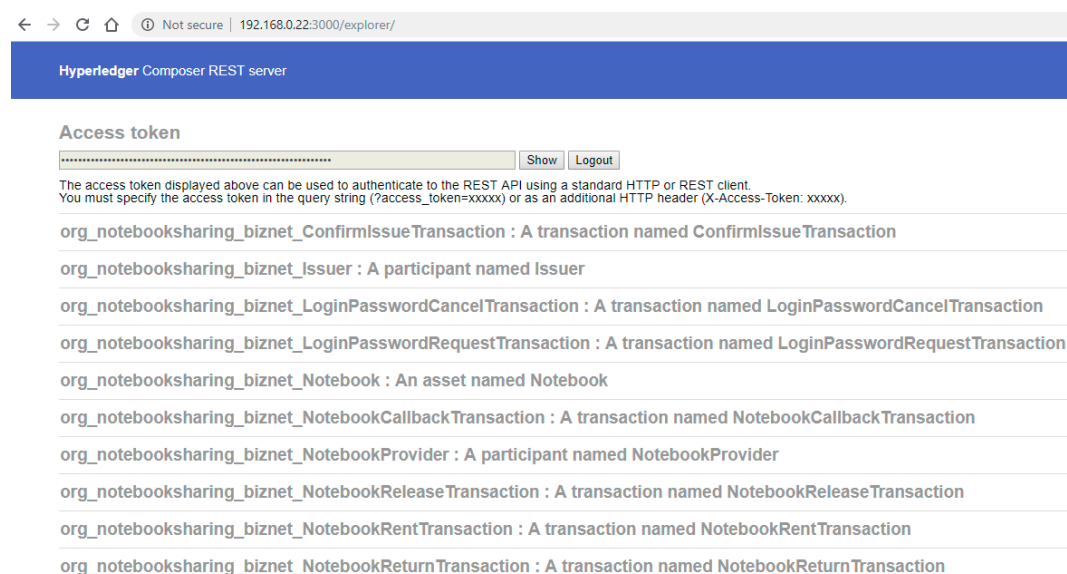 Not secure | 192.168.0.22:3000/explorer/
Hyperledger Composer REST server
Access token
Show Logout
The access token displayed above can be used to authenticate to the REST API using a standard HTTP or REST client.
You must specify the access token in the query string (?access_token=xxxxx) or as an additional HTTP header (X-Access-Token: xxxxx).
org_notebooksharing_biznet_ConfirmIssueTransaction : A transaction named ConfirmIssueTransaction
org_notebooksharing_biznet_Issuer : A participant named Issuer
org_notebooksharing_biznet_LoginPasswordCancelTransaction : A transaction named LoginPasswordCancelTransaction
org_notebooksharing_biznet_LoginPasswordRequestTransaction : A transaction named LoginPasswordRequestTransaction
org_notebooksharing_biznet_Notebook : An asset named Notebook
org_notebooksharing_biznet_NotebookCallbackTransaction : A transaction named NotebookCallbackTransaction
org_notebooksharing_biznet_NotebookProvider : A participant named NotebookProvider
org_notebooksharing_biznet_NotebookReleaseTransaction : A transaction named NotebookReleaseTransaction
org_notebooksharing_biznet_NotebookRentTransaction : A transaction named NotebookRentTransaction
org_notebooksharing_biznet_NotebookReturnTransaction : A transaction named NotebookReturnTransaction